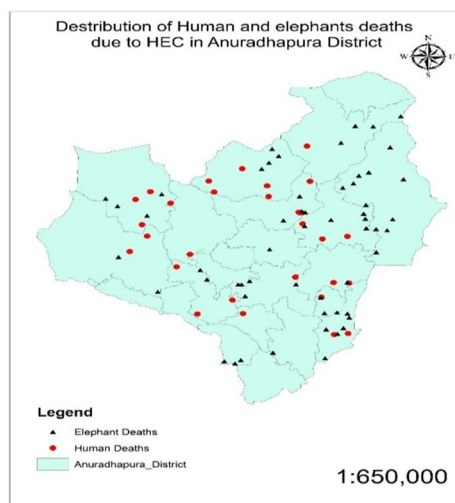 Destribution of Human and elephants deaths
due to HEC in Anuradhapura District
N
W E
S
Legend
Elephant Deaths
Human Deaths
Anuradhapura_District
1:650,000